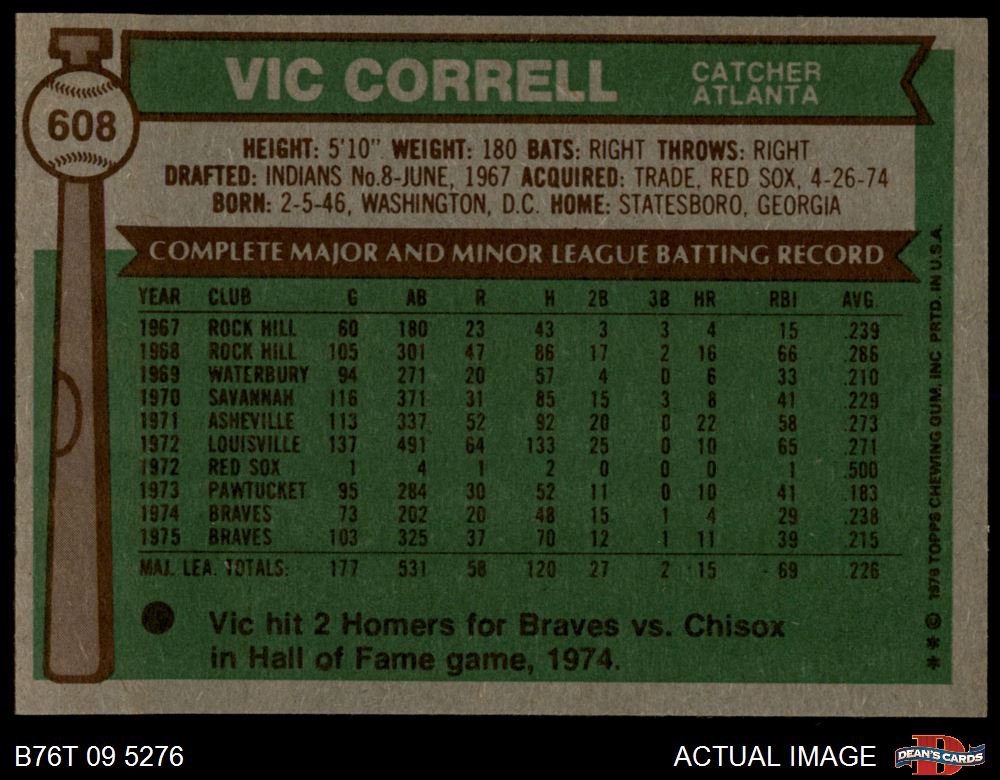 VIC CORRELL CATCHER
ATLANTA
608
HEIGHT: 5'10" WEIGHT: 180 BATS: RIGHT THROWS: RIGHT
DRAFTED: INDIANS No.8-JUNE, 1967 ACQUIRED: TRADE, RED SOX, 4-26-74
BORN: 2-5-46, WASHINGTON, D.C. HOME: STATESBORO, GEORGIA
COMPLETE MAJOR AND MINOR LEAGUE BATTING RECORD
YEAR CLUB G AB R H 2B 3B HR RBI AVG.
1967 ROCK HILL 60 180 23 43 3 3 4 15 .239
1968 ROCK HILL 105 301 47 86 17 2 16 66 .286
1969 WATERBURY 94 271 20 57 4 0 6 33 .210
1970 SAVANNAH 116 371 31 85 15 3 8 41 .229
1971 ASHEVILLE 113 337 52 92 20 0 22 58 .273
1972 LOUISVILLE 137 491 64 133 25 0 10 65 .271
1972 RED SOX 1 4 1 2 0 0 0 1 .500
1973 PAWTUCKET 95 284 30 52 11 0 10 41 .183
1974 BRAVES 73 202 20 48 15 1 4 29 .238
1975 BRAVES 103 325 37 70 12 1 11 39 .215
MAJ. LEA. TOTALS: 177 531 58 120 27 2 15 69 .226
Vic hit 2 Homers for Braves vs. Chisox
in Hall of Fame game, 1974.
* * © 1976 TOPPS CHEWING GUM, INC PRTD. IN U.S.A.
B76T 09 5276 ACTUAL IMAGE DEAN'S CARDS